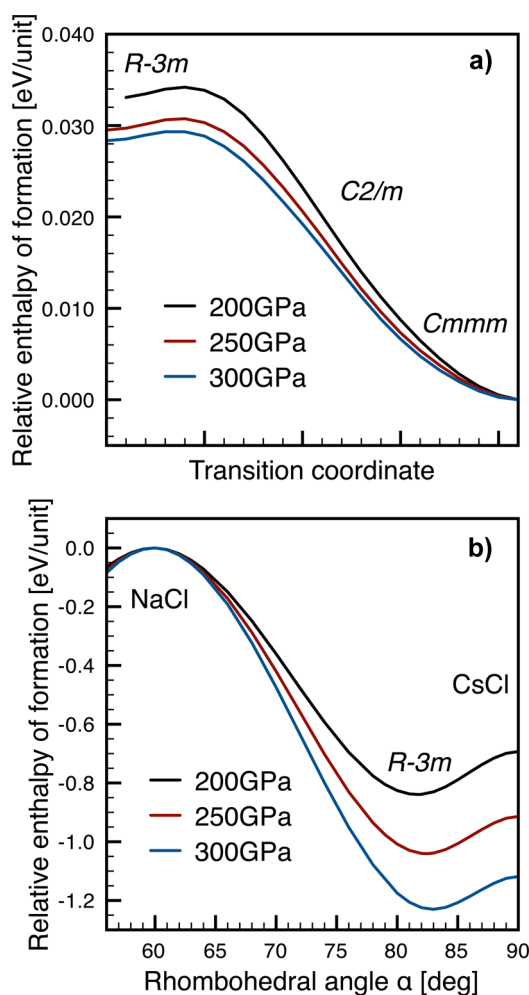 a)
0.040
R-3m
0.030
C2/m
0.020
Cmmm
0.010
200GPa
250GPa
300GPa
0.000
Relative enthalpy of formation [eV/unit]
Transition coordinate
b)
0.0
NaCl
-0.2
-0.4
CsCl
-0.6
R-3m
-0.8
200GPa
250GPa
300GPa
-1.0
-1.2
Relative enthalpy of formation [eV/unit]
60 65 70 75 80 85 90
Rhombohedral angle α [deg]